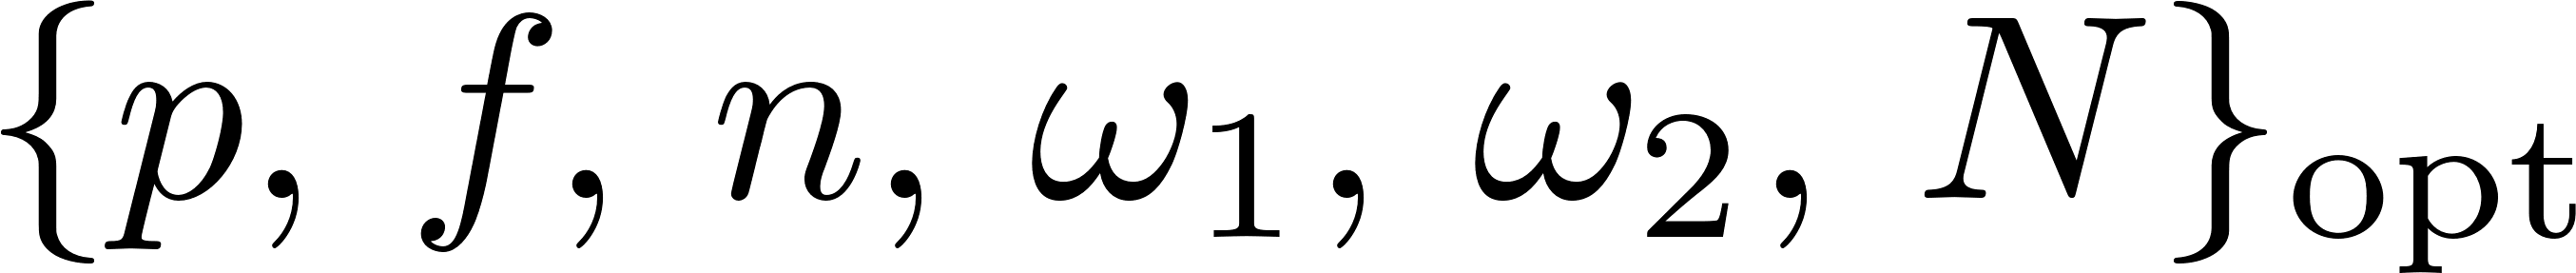 {p, f, n, ω₁, ω₂, N}ₒₚₜ